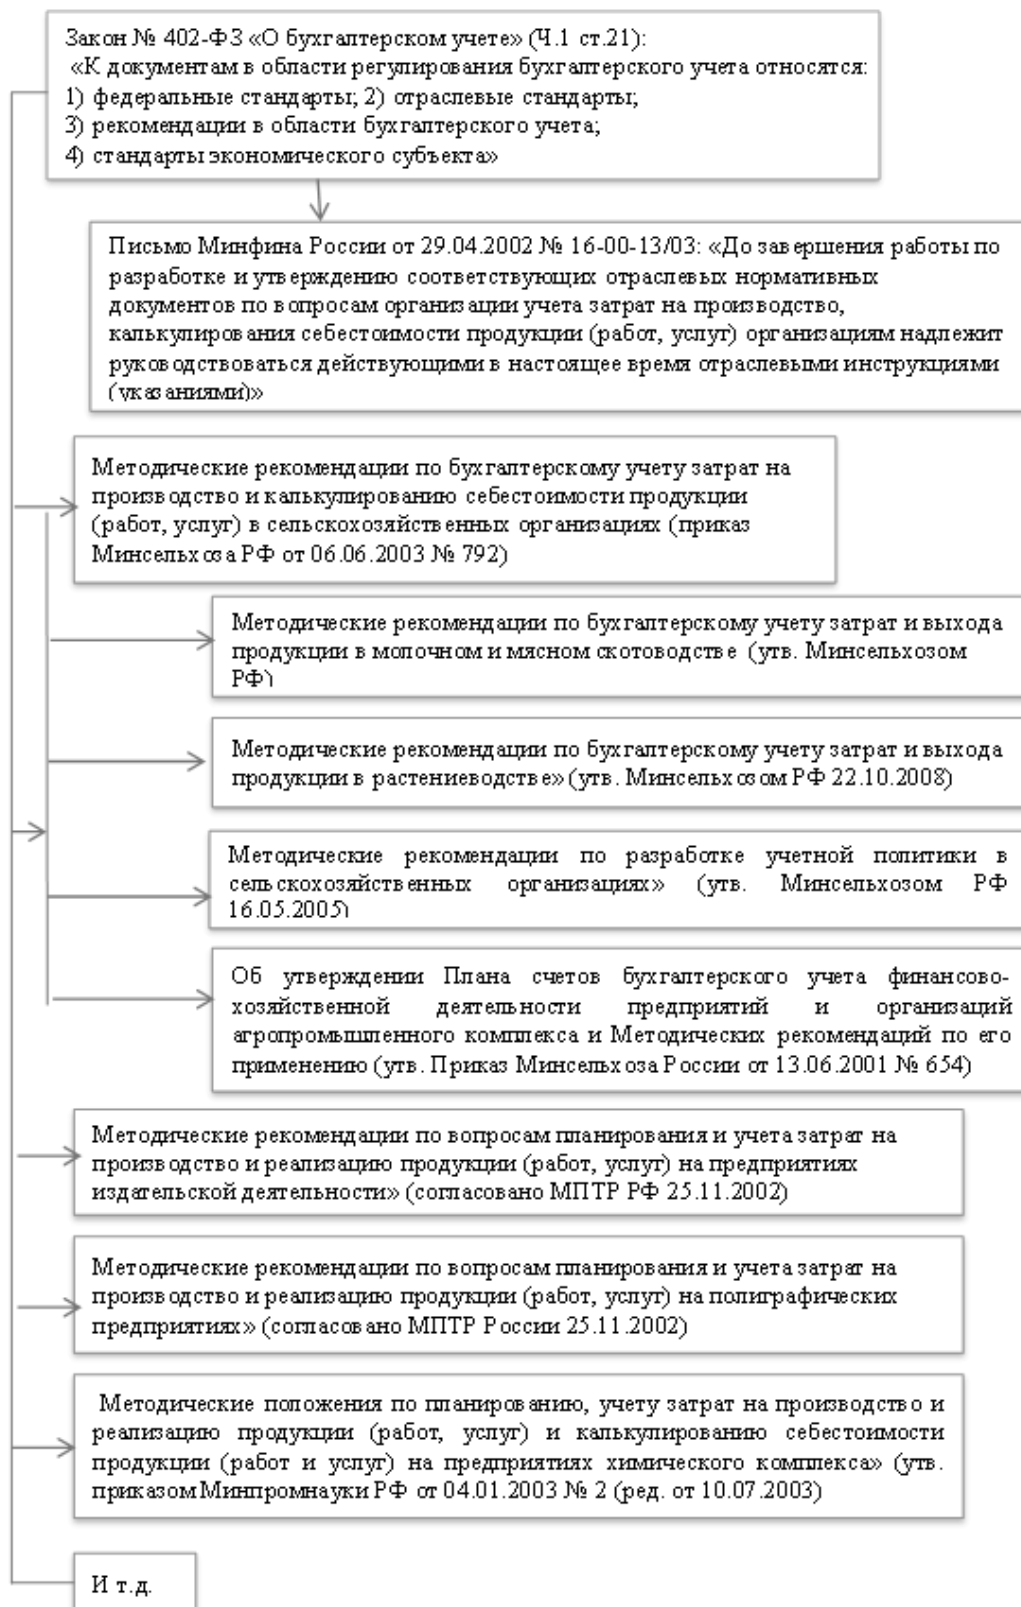 Закон № 402-ФЗ «О бухгалтерском учете» (Ч.1 ст.21):
«К документам в области регулирования бухгалтерского учета относятся:
1) федеральные стандарты; 2) отраслевые стандарты;
3) рекомендации в области бухгалтерского учета;
4) стандарты экономического субъекта»
Письмо Минфина России от 29.04.2002 № 16-00-13/03: «До завершения работы по
разработке и утверждению соответствующих отраслевых нормативных
документов по вопросам организации учета затрат на производство,
калькулирования себестоимости продукции (работ, услуг) организациям надлежит
руководствоваться действующими в настоящее время отраслевыми инструкциями
(указаниями)»
Методические рекомендации по бухгалтерскому учету затрат на
производство и калькулированию себестоимости продукции
(работ, услуг) в сельскохозяйственных организациях (приказ
Минсельхоза РФ от 06.06.2003 № 792)
Методические рекомендации по бухгалтерскому учету затрат и выхода
продукции в молочном и мясном скотоводстве (утв. Минсельхозом
РФ)
Методические рекомендации по бухгалтерскому учету затрат и выхода
продукции в растениеводстве» (утв. Минсельхозом РФ 22.10.2008)
Методические рекомендации по разработке учетной политики в
сельскохозяйственных организациях» (утв. Минсельхозом РФ
16.05.2005)
Об утверждении Плана счетов бухгалтерского учета финансово-
хозяйственной деятельности предприятий и организаций
агропромышленного комплекса и Методических рекомендаций по его
применению (утв. Приказ Минсельхоза России от 13.06.2001 № 654)
Методические рекомендации по вопросам планирования и учета затрат на
производство и реализацию продукции (работ, услуг) на предприятиях
издательской деятельности» (согласовано МПТР РФ 25.11.2002)
Методические рекомендации по вопросам планирования и учета затрат на
производство и реализацию продукции (работ, услуг) на полиграфических
предприятиях» (согласовано МПТР России 25.11.2002)
Методические положения по планированию, учету затрат на производство и
реализацию продукции (работ, услуг) и калькулированию себестоимости
продукции (работ и услуг) на предприятиях химического комплекса» (утв.
приказом Минпромнауки РФ от 04.01.2003 № 2 (ред. от 10.07.2003)
И т.д.